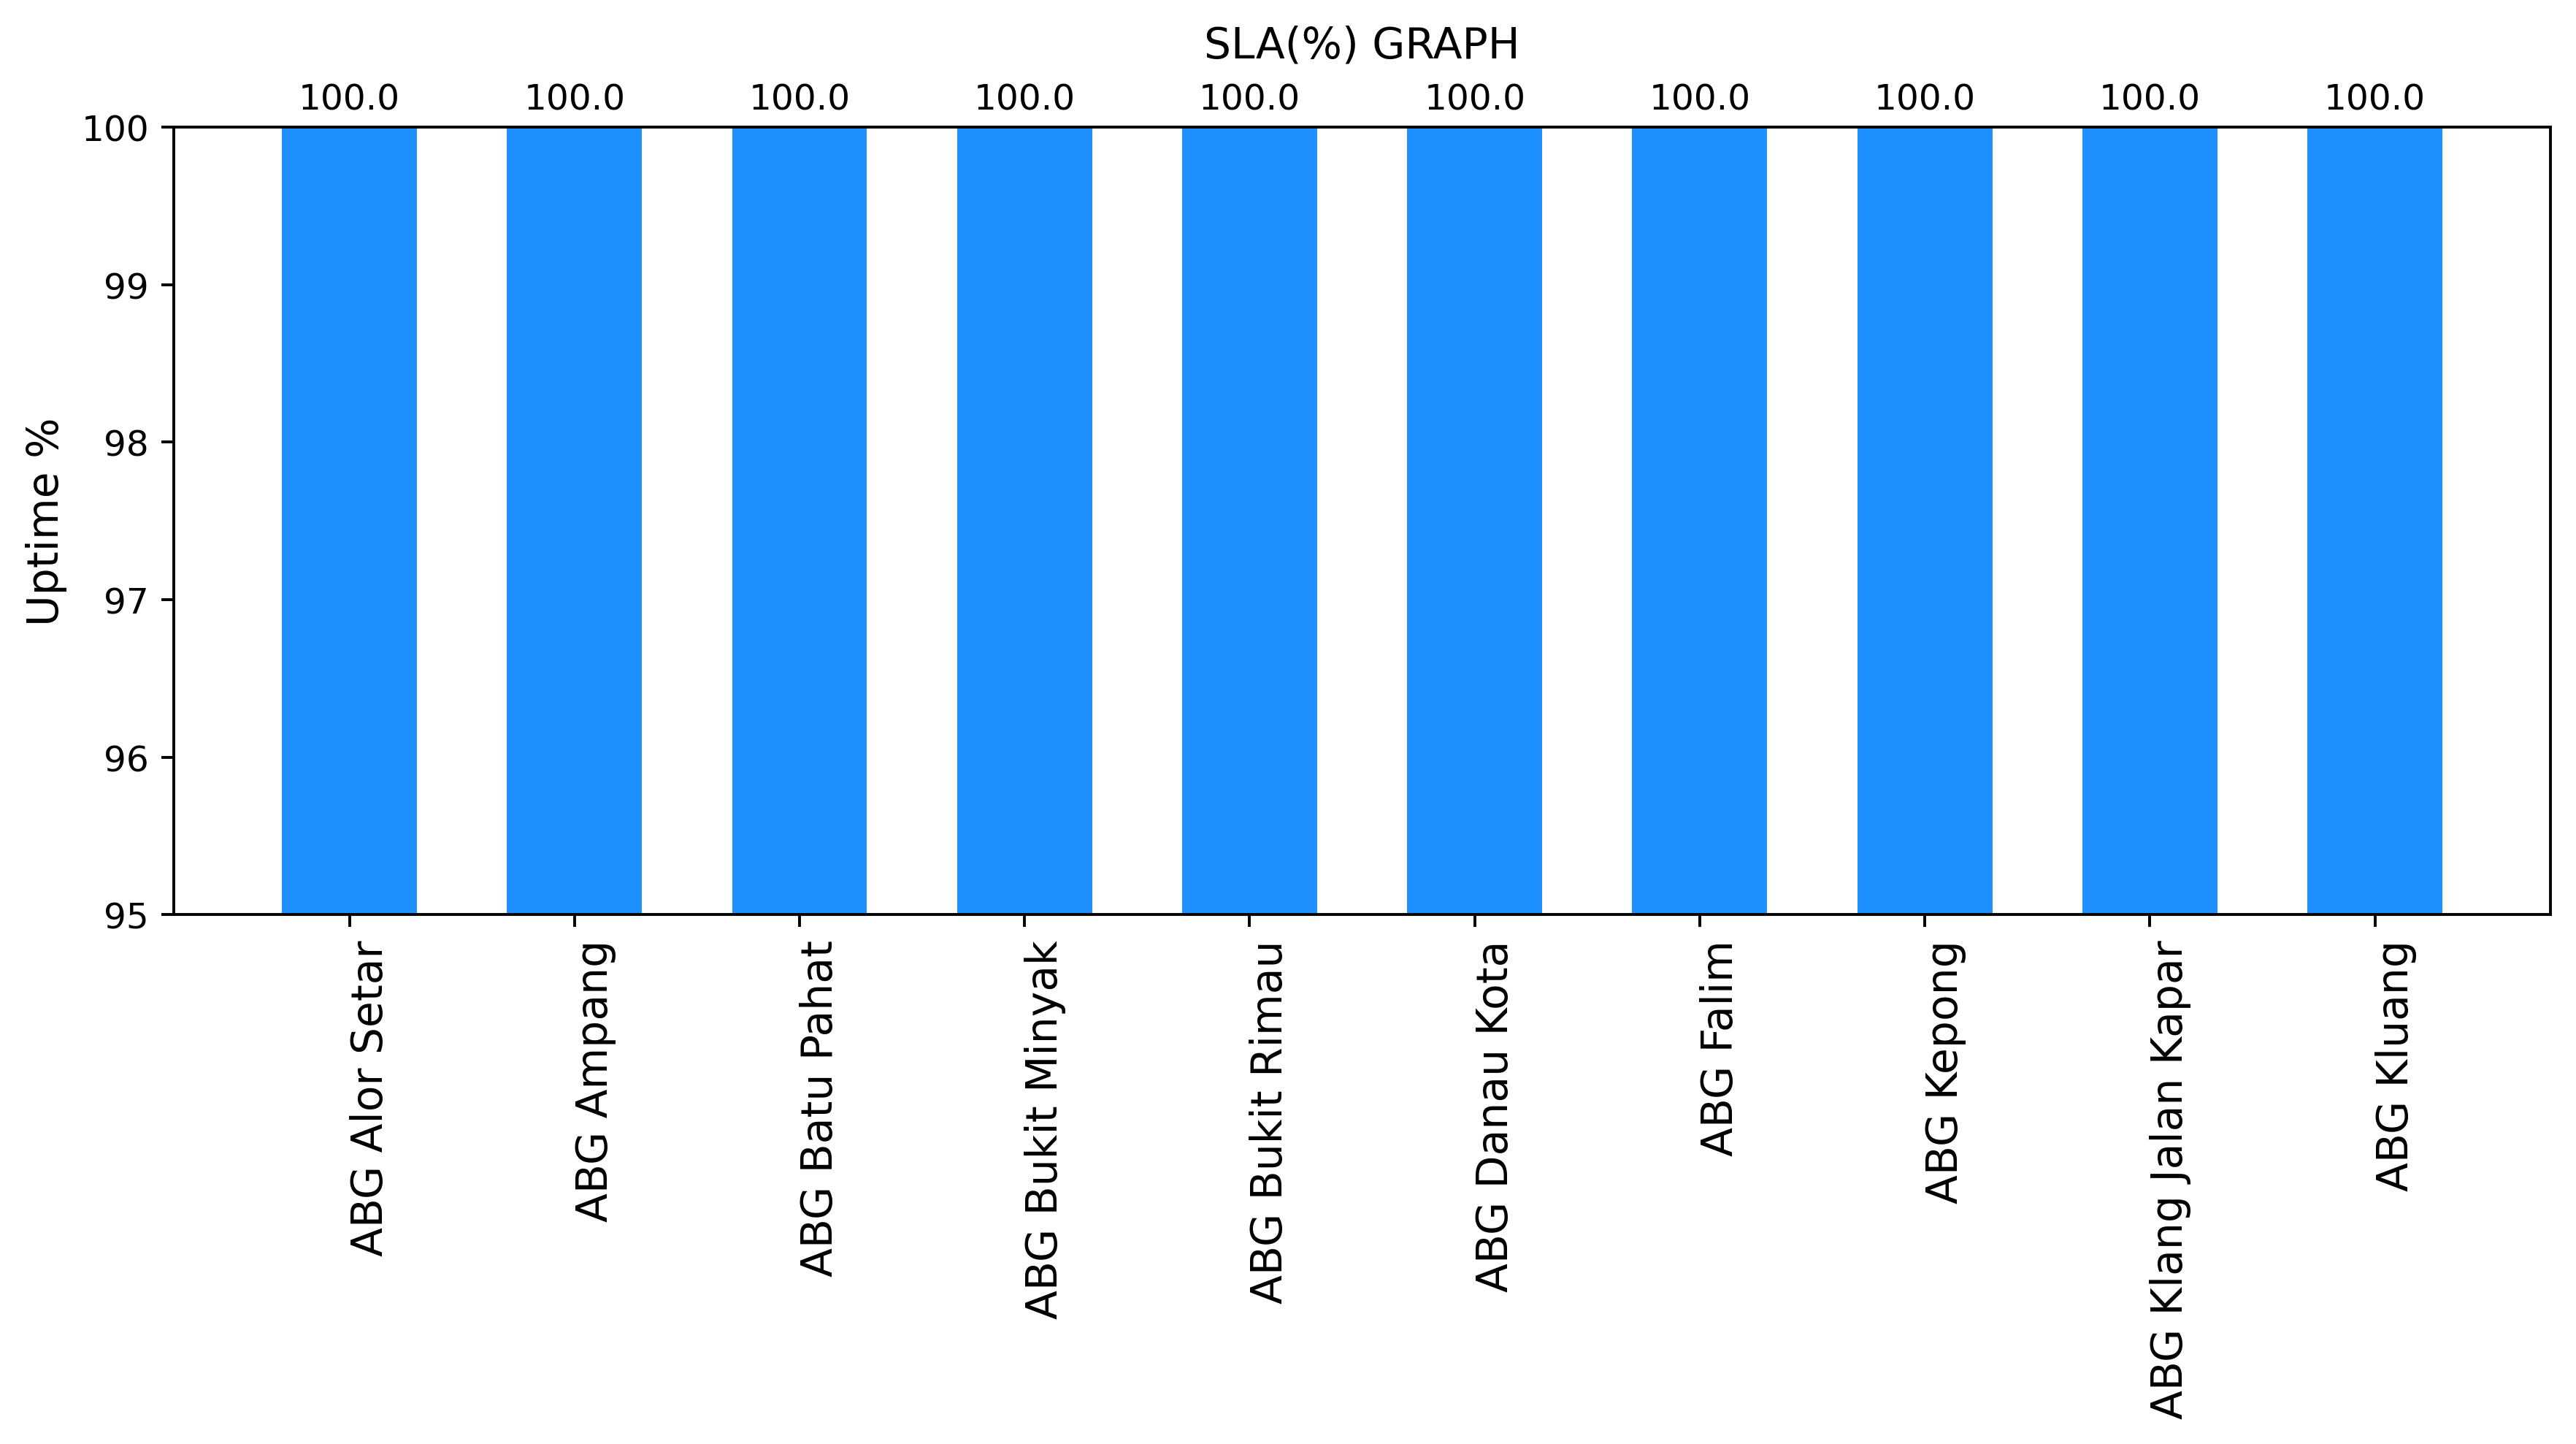 SLA(%) GRAPH
100.0 100.0 100.0 100.0 100.0 100.0 100.0 100.0 100.0 100.0
Uptime %
100
99
98
97
96
95
ABG Alor Setar
ABG Ampang
ABG Batu Pahat
ABG Bukit Minyak
ABG Bukit Rimau
ABG Danau Kota
ABG Falim
ABG Kepong
ABG Klang Jalan Kapar
ABG Kluang